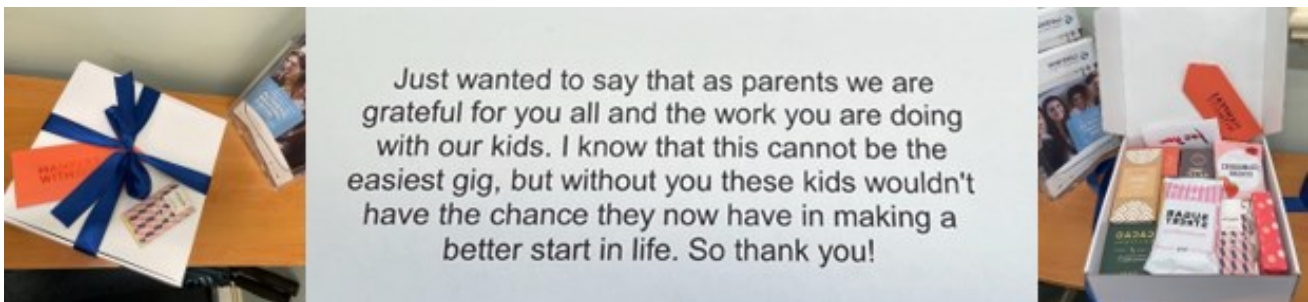 Just wanted to say that as parents we are
grateful for you all and the work you are doing
with our kids. I know that this cannot be the
easiest gig, but without you these kids wouldn't
have the chance they now have in making a
better start in life. So thank you!